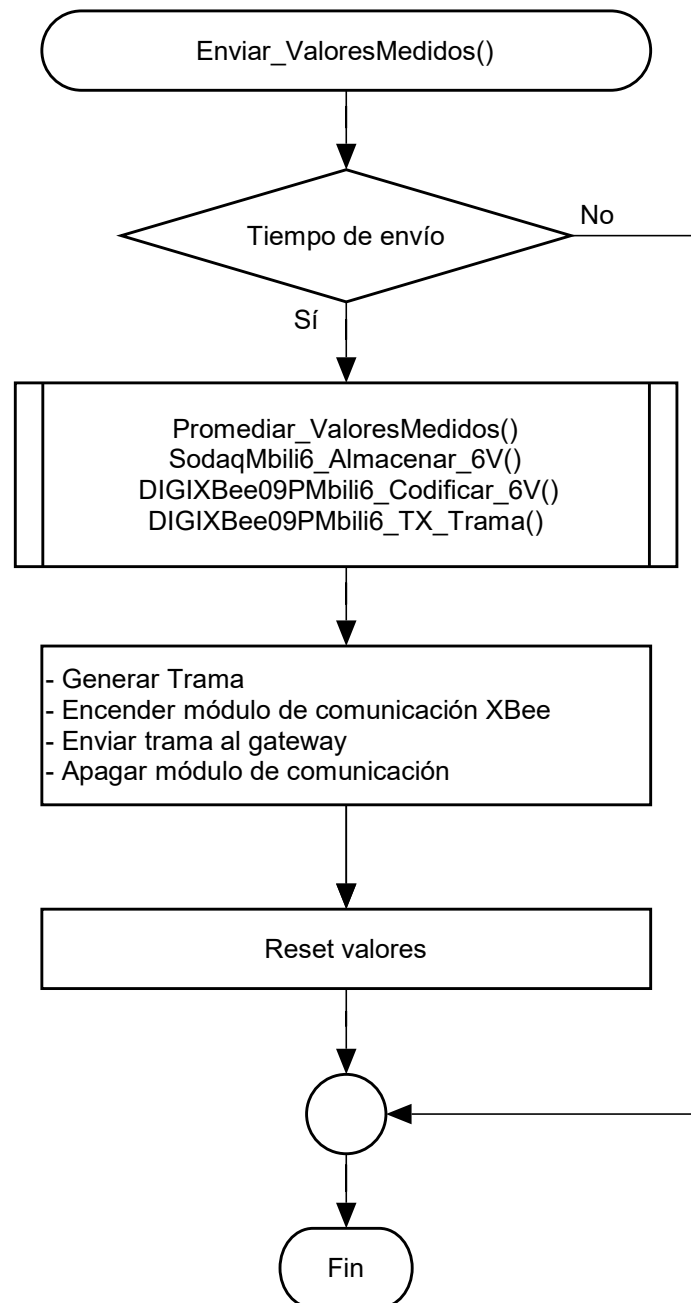 Enviar_ValoresMedidos()
Tiempo de envío
No
Sí
Promediar_ValoresMedidos()
SodaqMbili6_Almacenar_6V()
DIGIXBee09PMbili6_Codificar_6V()
DIGIXBee09PMbili6_TX_Trama()
- Generar Trama
- Encender módulo de comunicación XBee
- Enviar trama al gateway
- Apagar módulo de comunicación
Reset valores
Fin